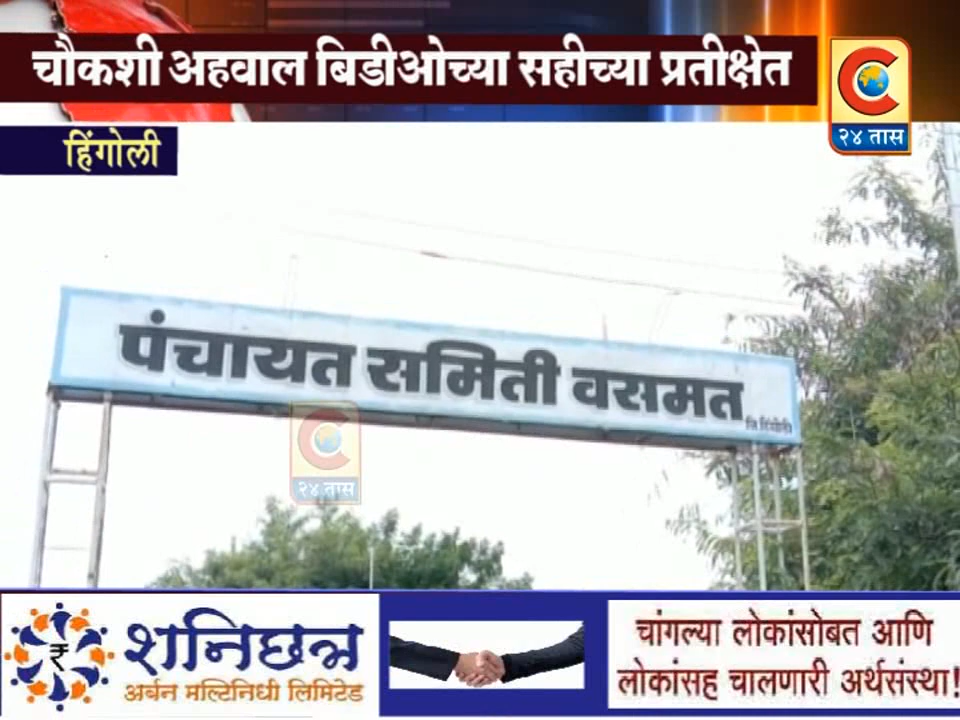 चौकशी अहवाल बिडीओच्या सहीच्या प्रतीक्षेत
C
२४ तास
हिंगोली
पंचायत समिती वसमत
जि.हिंगोली
C
२४ तास
शनिछत्र
अर्बन मल्टिनिधी लिमिटेड
चांगल्या लोकांसोबत आणि
लोकांसह चालणारी अर्थसंस्था!